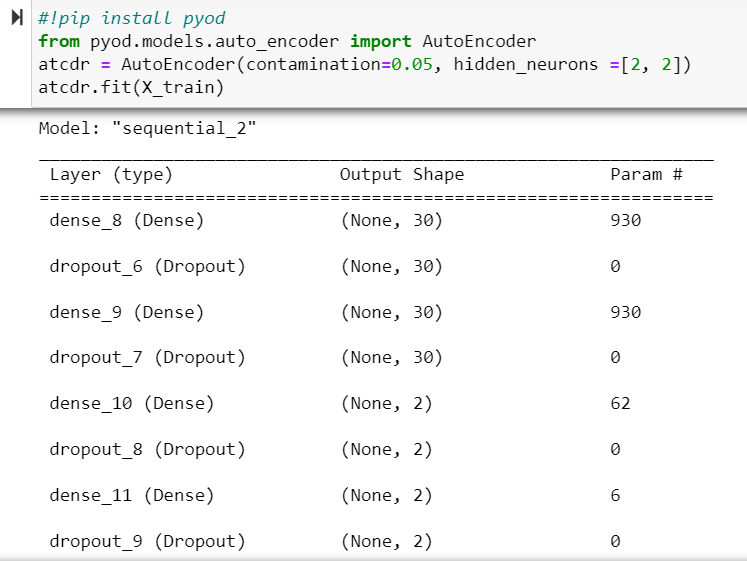 #!pip install pyod
from pyod.models.auto_encoder import AutoEncoder
atcdr = AutoEncoder(contamination=0.05, hidden_neurons =[2, 2])
atcdr.fit(X_train)
Model: "sequential_2"
_________________________________________________________________
Layer (type) Output Shape Param #
=================================================================
dense_8 (Dense) (None, 30) 930
dropout_6 (Dropout) (None, 30) 0
dense_9 (Dense) (None, 30) 930
dropout_7 (Dropout) (None, 30) 0
dense_10 (Dense) (None, 2) 62
dropout_8 (Dropout) (None, 2) 0
dense_11 (Dense) (None, 2) 6
dropout_9 (Dropout) (None, 2) 0